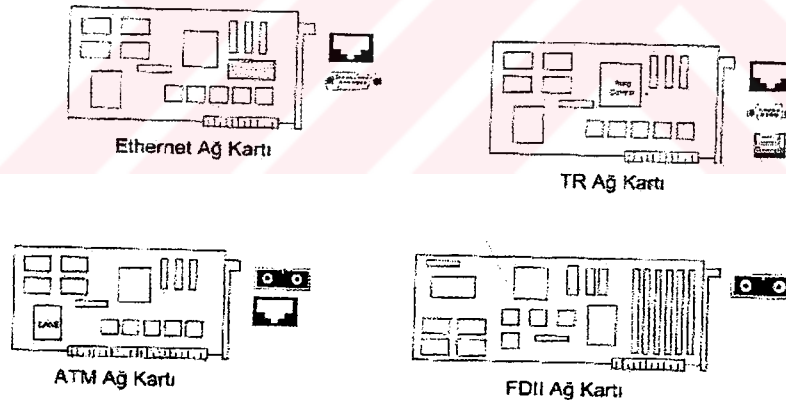 Ethernet Ağ Kartı
TR Ağ Kartı
ATM Ağ Kartı
FDII Ağ Kartı